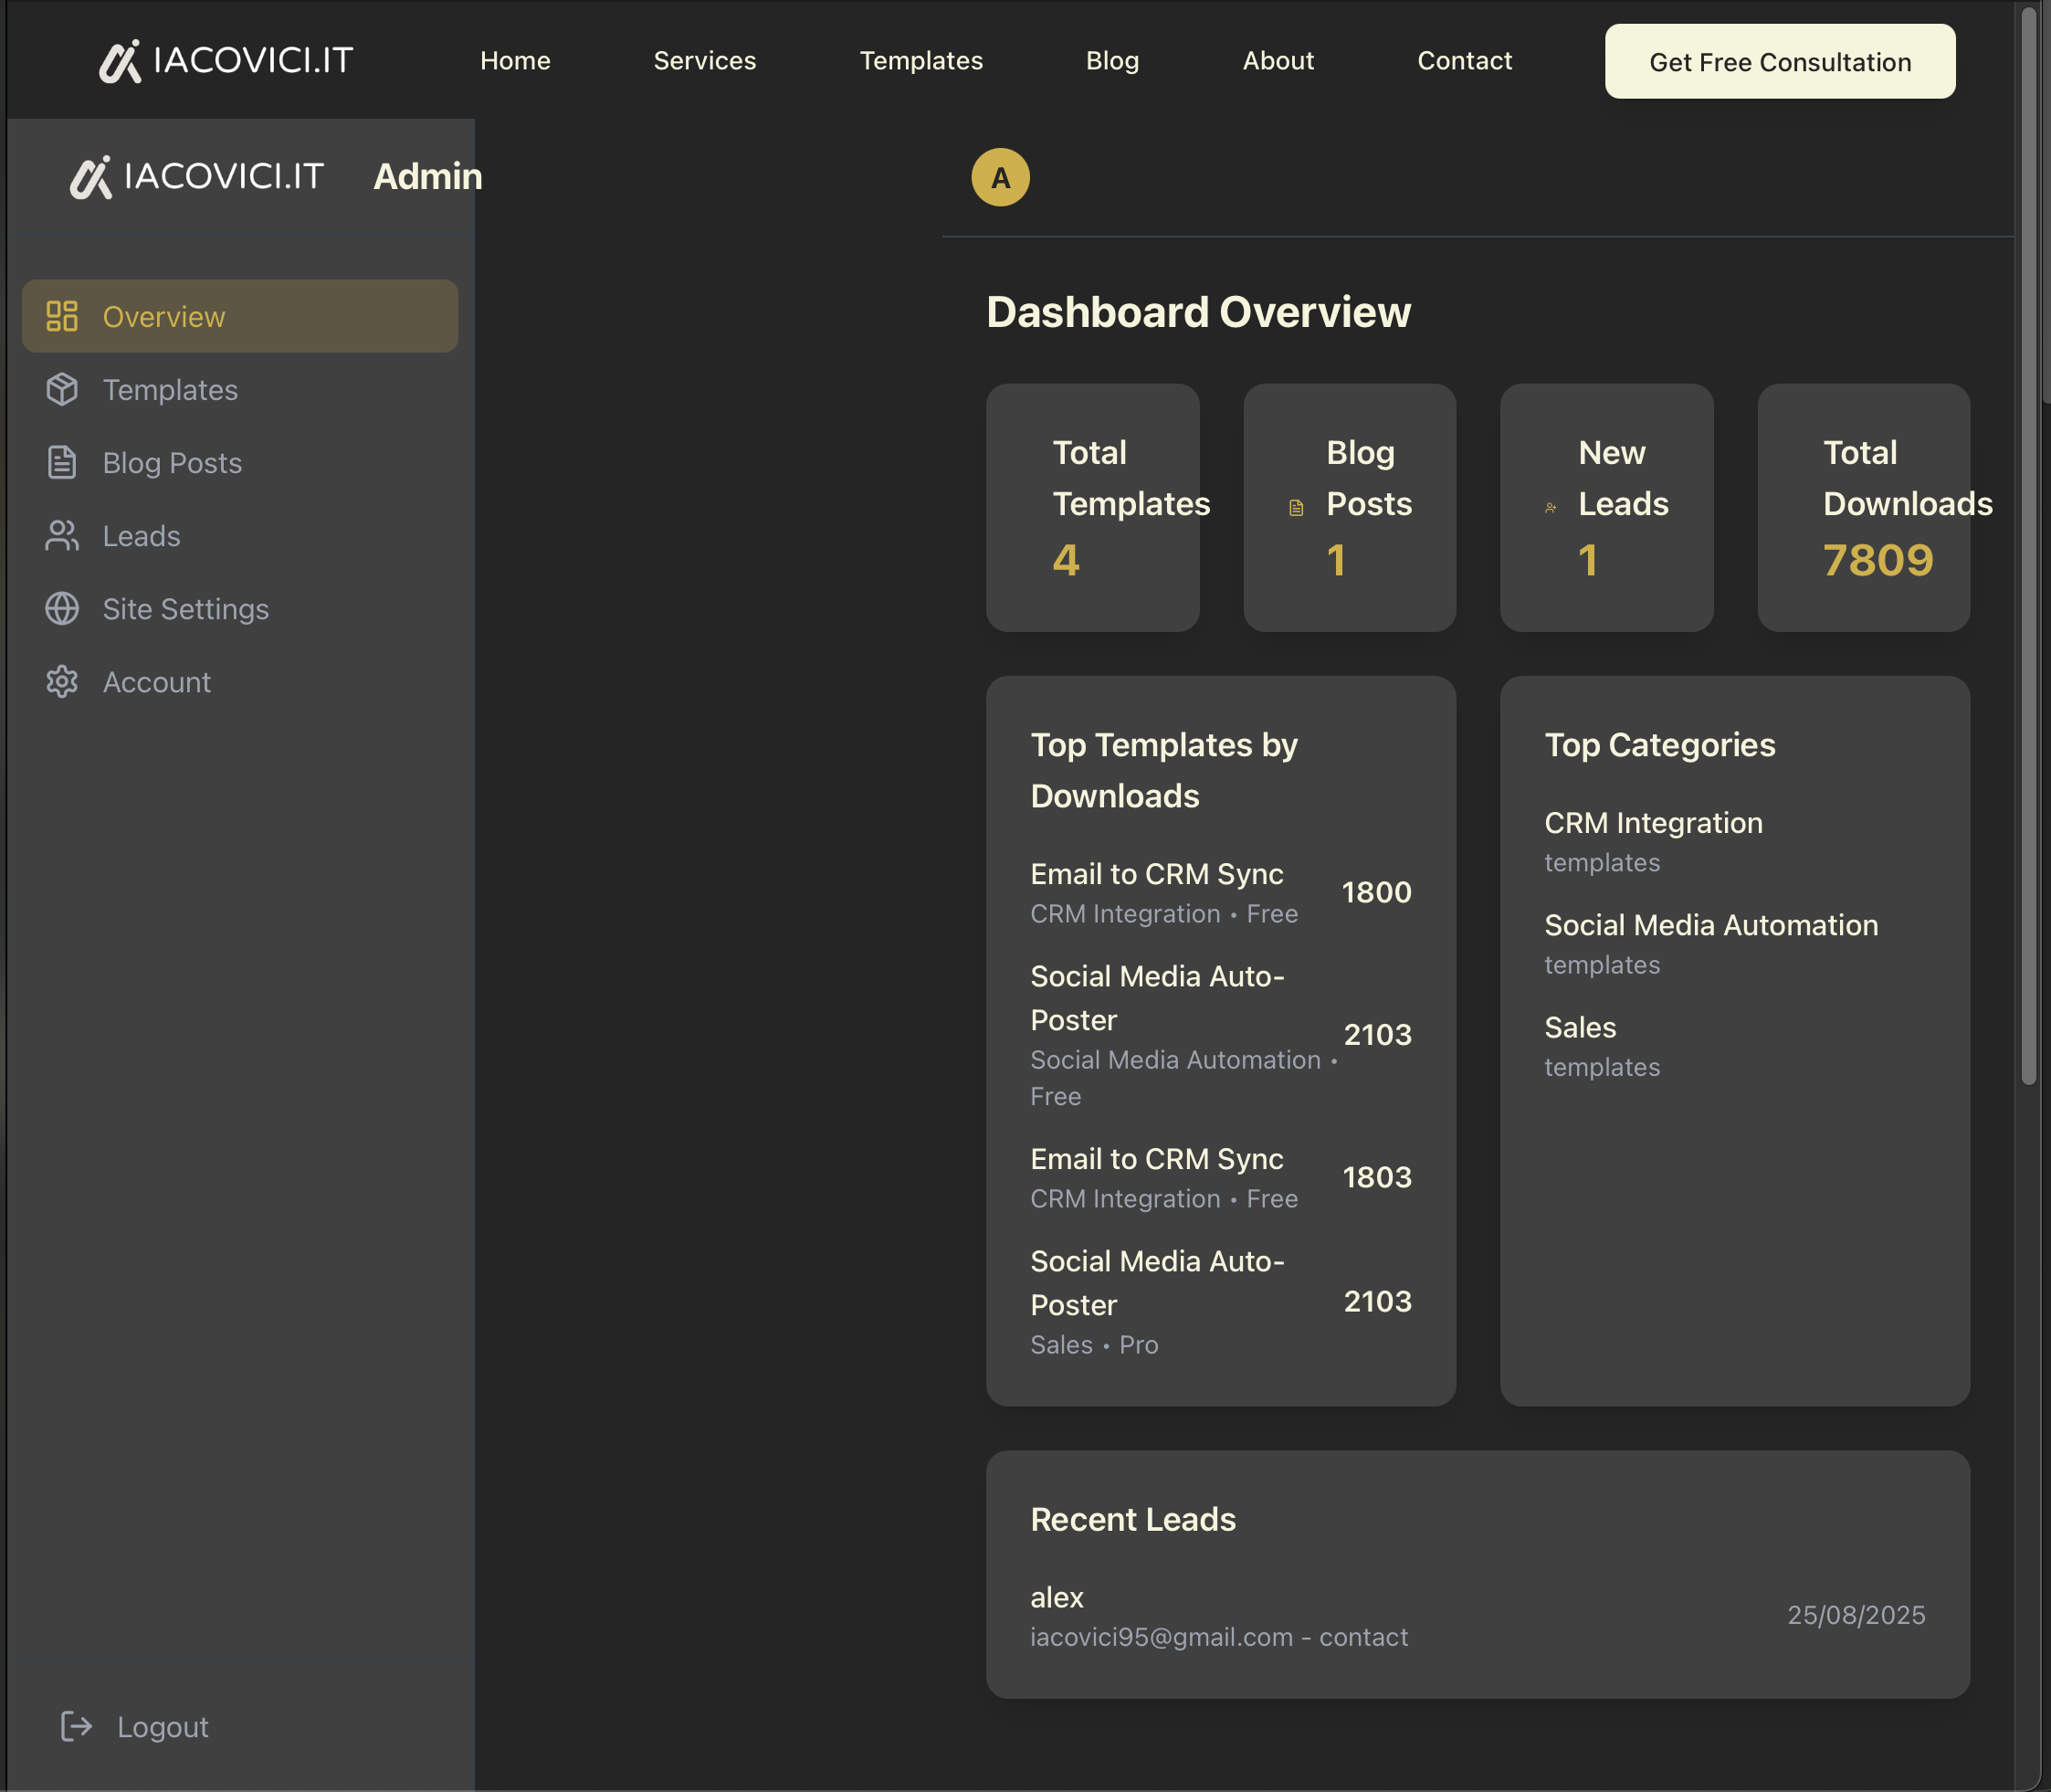 IACOVICI.IT
Home
Services
Templates
Blog
About
Contact
Get Free Consultation
IACOVICI.IT
Admin
A
Overview
Templates
Blog Posts
Leads
Site Settings
Account
Logout
Dashboard Overview
Total
Templates
4
Blog
Posts
1
New
Leads
1
Total
Downloads
7809
Top Templates by
Downloads
Email to CRM Sync
CRM Integration • Free
1800
Social Media Auto-
Poster
Social Media Automation •
Free
2103
Email to CRM Sync
CRM Integration • Free
1803
Social Media Auto-
Poster
Sales • Pro
2103
Top Categories
CRM Integration
templates
Social Media Automation
templates
Sales
templates
Recent Leads
alex
iacovici95@gmail.com - contact
25/08/2025